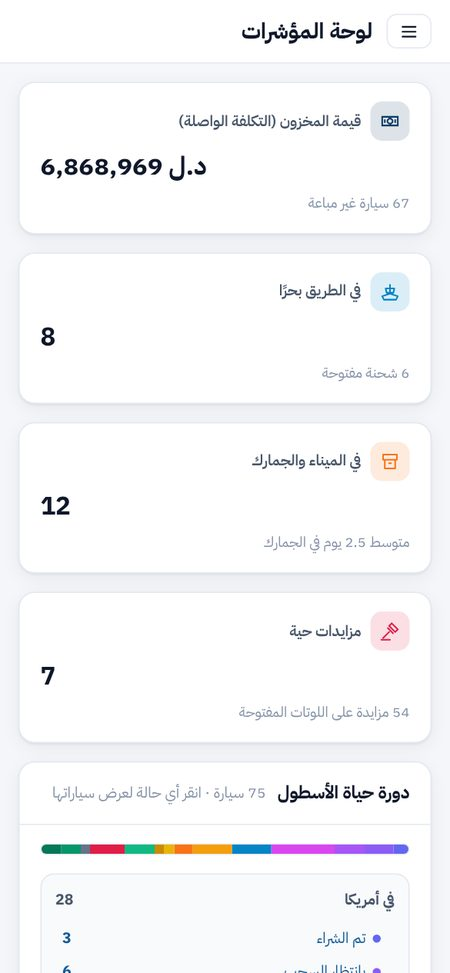 لوحة المؤشرات
قيمة المخزون (التكلفة الواصلة)
6,868,969 د.ل
67 سيارة غير مباعة
في الطريق بحرًا
8
6 شحنة مفتوحة
في الميناء والجمارك
12
متوسط 2.5 يوم في الجمارك
مزايدات حية
7
54 مزايدة على اللوتات المفتوحة
دورة حياة الأسطول 75 سيارة · انقر أي حالة لعرض سياراتها
في أمريكا 28
تم الشراء 3
بانتظار السحب 6